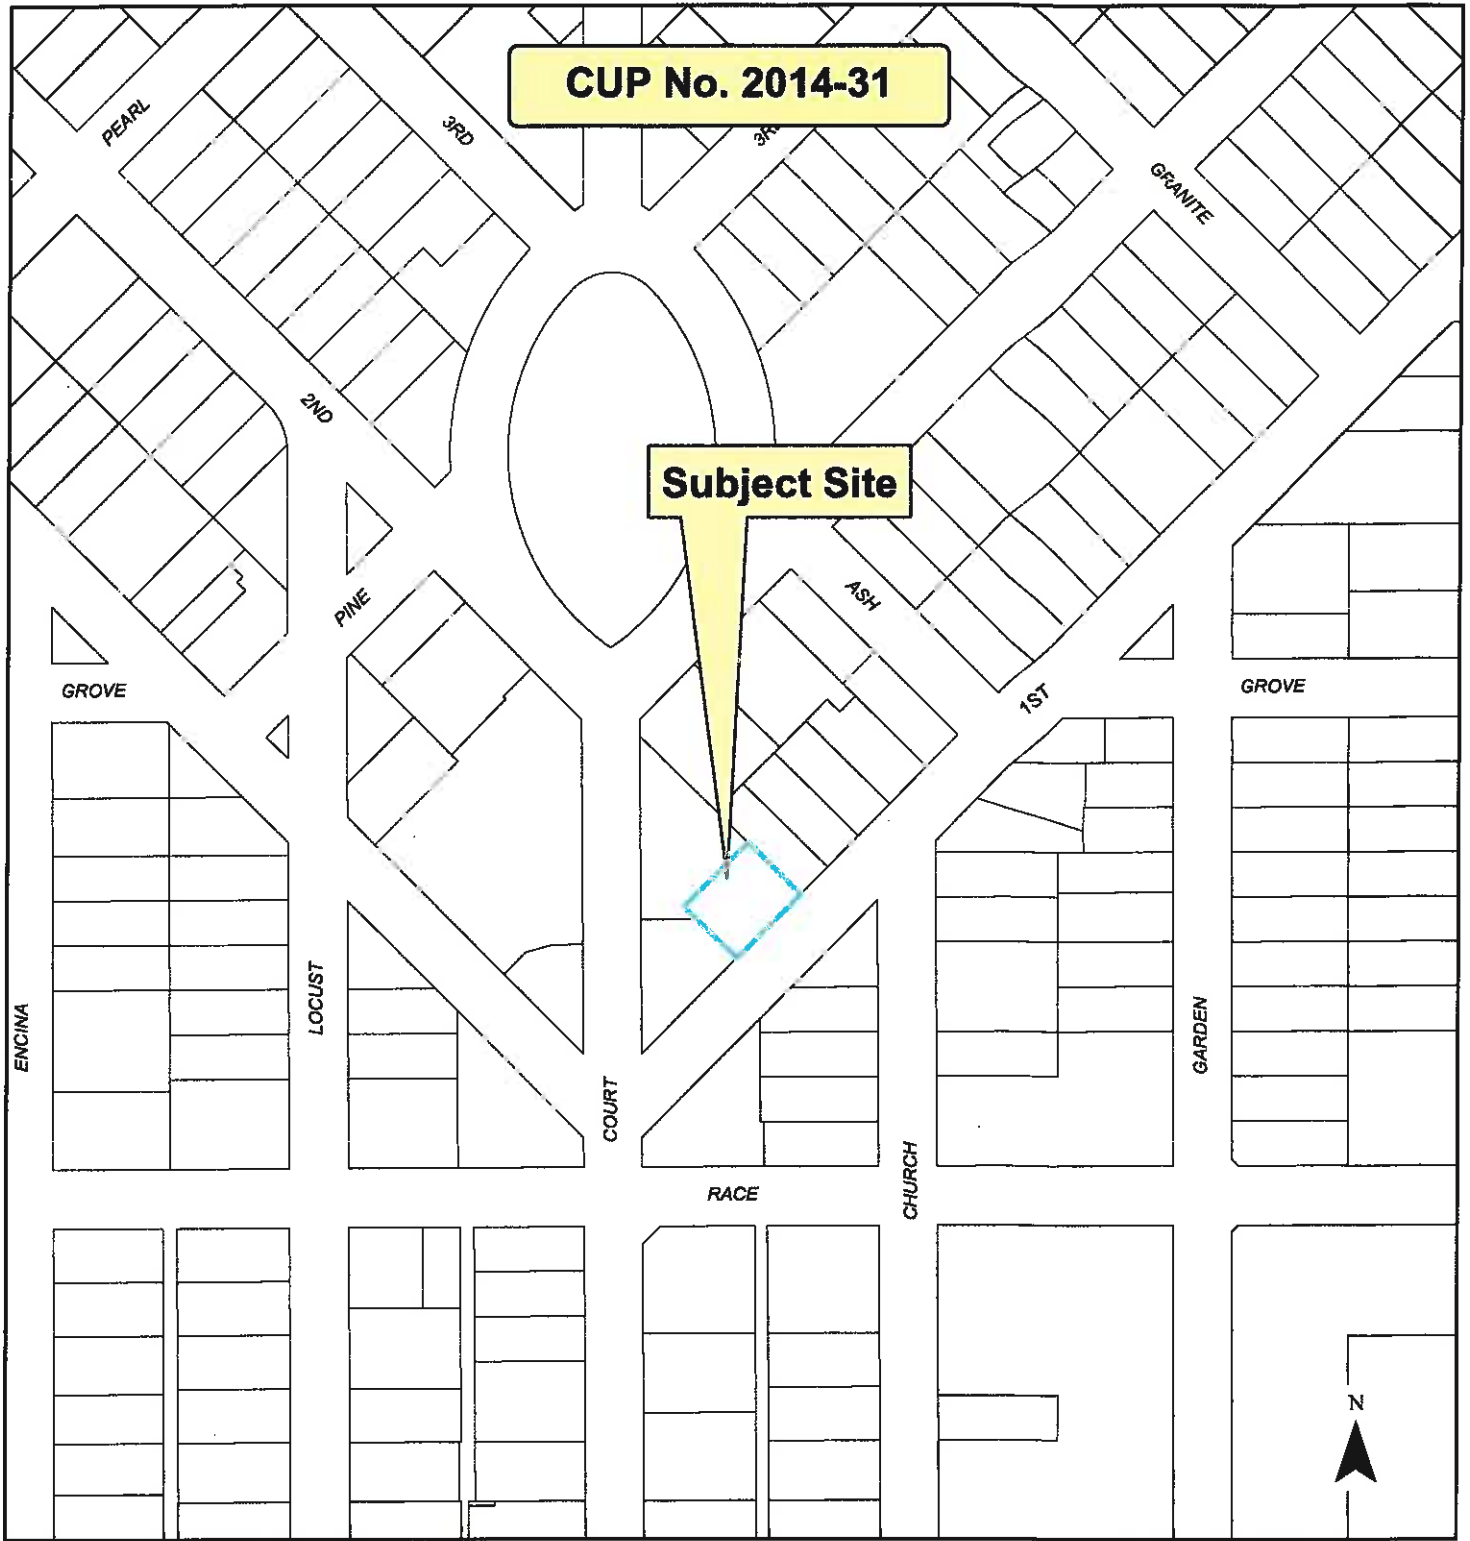 CUP No. 2014-31
PEARL
3RD
GRANITE
2ND
Subject Site
PINE
ASH
GROVE
1ST
GROVE
ENCINA
LOCUST
COURT
GARDEN
CHURCH
RACE
N